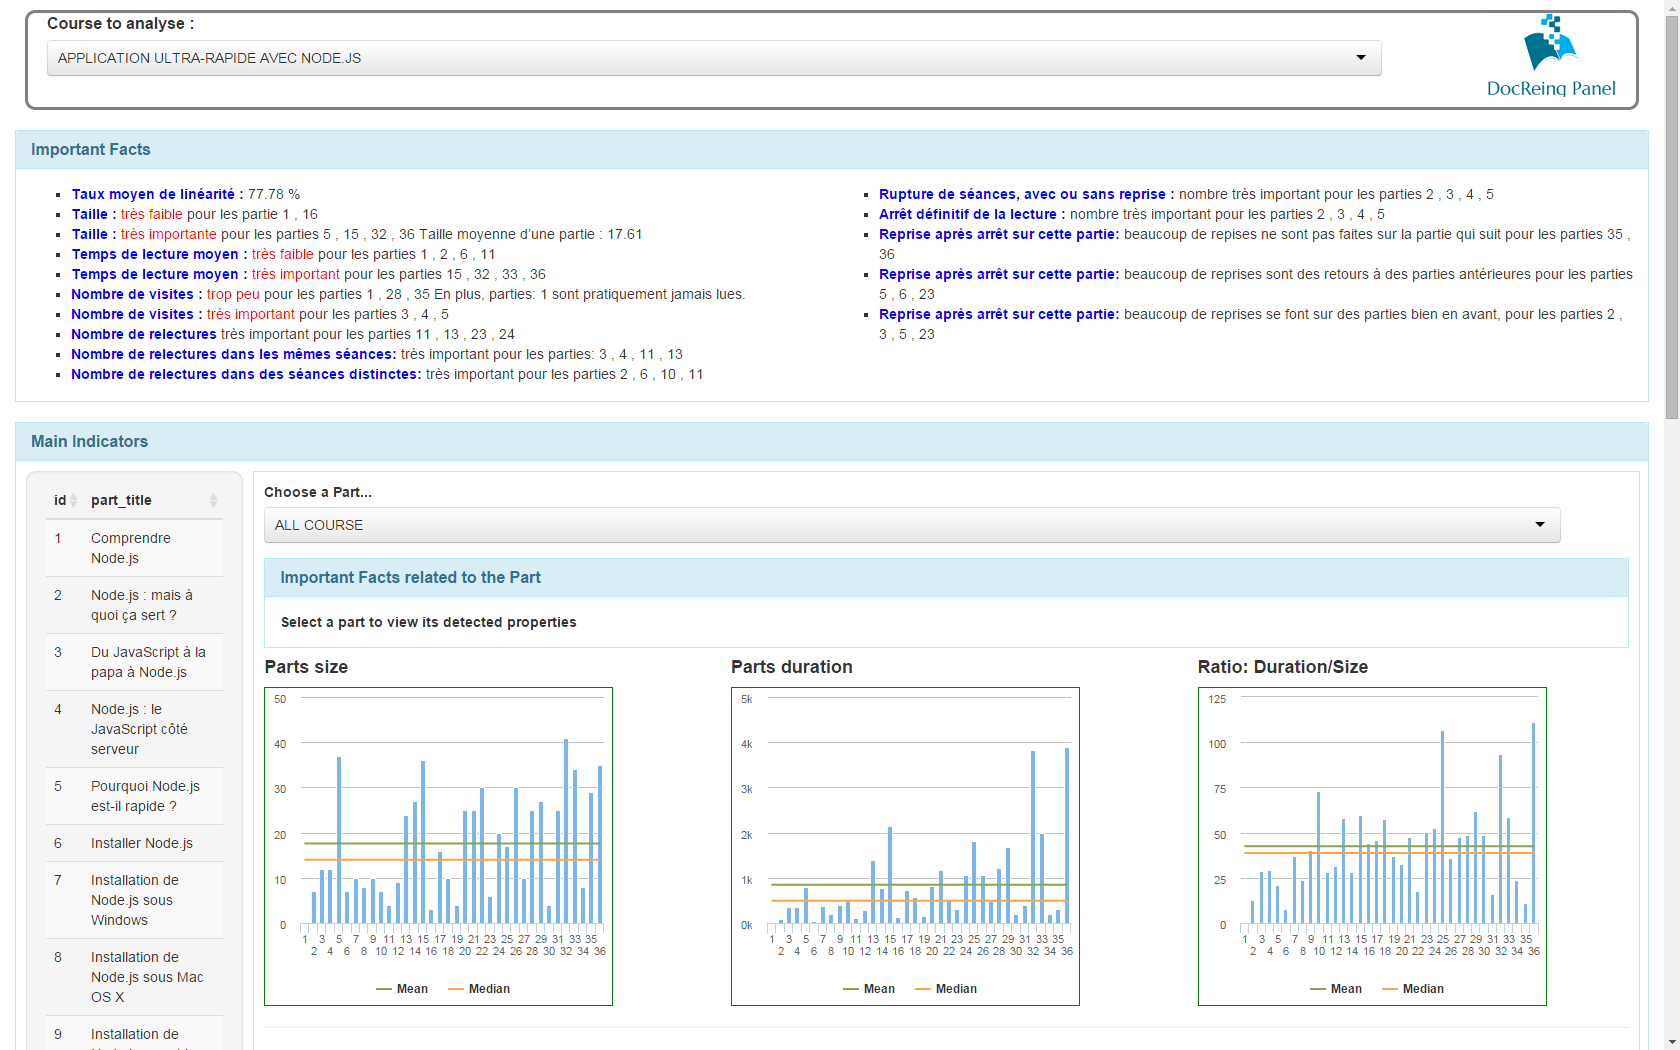 Course to analyse :
APPLICATION ULTRA-RAPIDE AVEC NODE.JS
DocReinq Panel
Important Facts
Taux moyen de linéarité : 77.78 %
Taille : très faible pour les partie 1 , 16
Taille : très importante pour les parties 5 , 15 , 32 , 36 Taille moyenne d'une partie : 17.61
Temps de lecture moyen : très faible pour les parties 1 , 2 , 6 , 11
Temps de lecture moyen : très important pour les parties 15 , 32 , 33 , 36
Nombre de visites : trop peu pour les parties 1 , 28 , 35 En plus, parties: 1 sont pratiquement jamais lues.
Nombre de visites : très important pour les parties 3 , 4 , 5
Nombre de relectures très important pour les parties 11 , 13 , 23 , 24
Nombre de relectures dans les mêmes séances: très important pour les parties: 3 , 4 , 11 , 13
Nombre de relectures dans des séances distinctes: très important pour les parties 2 , 6 , 10 , 11
Rupture de séances, avec ou sans reprise : nombre très important pour les parties 2 , 3 , 4 , 5
Arrêt définitif de la lecture : nombre très important pour les parties 2 , 3 , 4 , 5
Reprise après arrêt sur cette partie: beaucoup de repises ne sont pas faites sur la partie qui suit pour les parties 35 ,
36
Reprise après arrêt sur cette partie: beaucoup de reprises sont des retours à des parties antérieures pour les parties
5 , 6 , 23
Reprise après arrêt sur cette partie: beaucoup de reprises se font sur des parties bien en avant, pour les parties 2 ,
3 , 5 , 23
Main Indicators
id part_title
1 Comprendre
Node.js
2 Node.js : mais à
quoi ça sert ?
3 Du JavaScript à la
papa à Node.js
4 Node.js : le
JavaScript côté
serveur
5 Pourquoi Node.js
est-il rapide ?
6 Installer Node.js
7 Installation de
Node.js sous
Windows
8 Installation de
Node.js sous Mac
OS X
9 Installation de
Choose a Part...
ALL COURSE
Important Facts related to the Part
Select a part to view its detected properties
Parts size
50
40
30
20
10
0
1 3 5 7 9 11 13 15 17 19 21 23 25 27 29 31 33 35
2 4 6 8 10 12 14 16 18 20 22 24 26 28 30 32 34 36
Mean Median
Parts duration
5k
4k
3k
2k
1k
0k
1 3 5 7 9 11 13 15 17 19 21 23 25 27 29 31 33 35
2 4 6 8 10 12 14 16 18 20 22 24 26 28 30 32 34 36
Mean Median
Ratio: Duration/Size
125
100
75
50
25
0
1 3 5 7 9 11 13 15 17 19 21 23 25 27 29 31 33 35
2 4 6 8 10 12 14 16 18 20 22 24 26 28 30 32 34 36
Mean Median